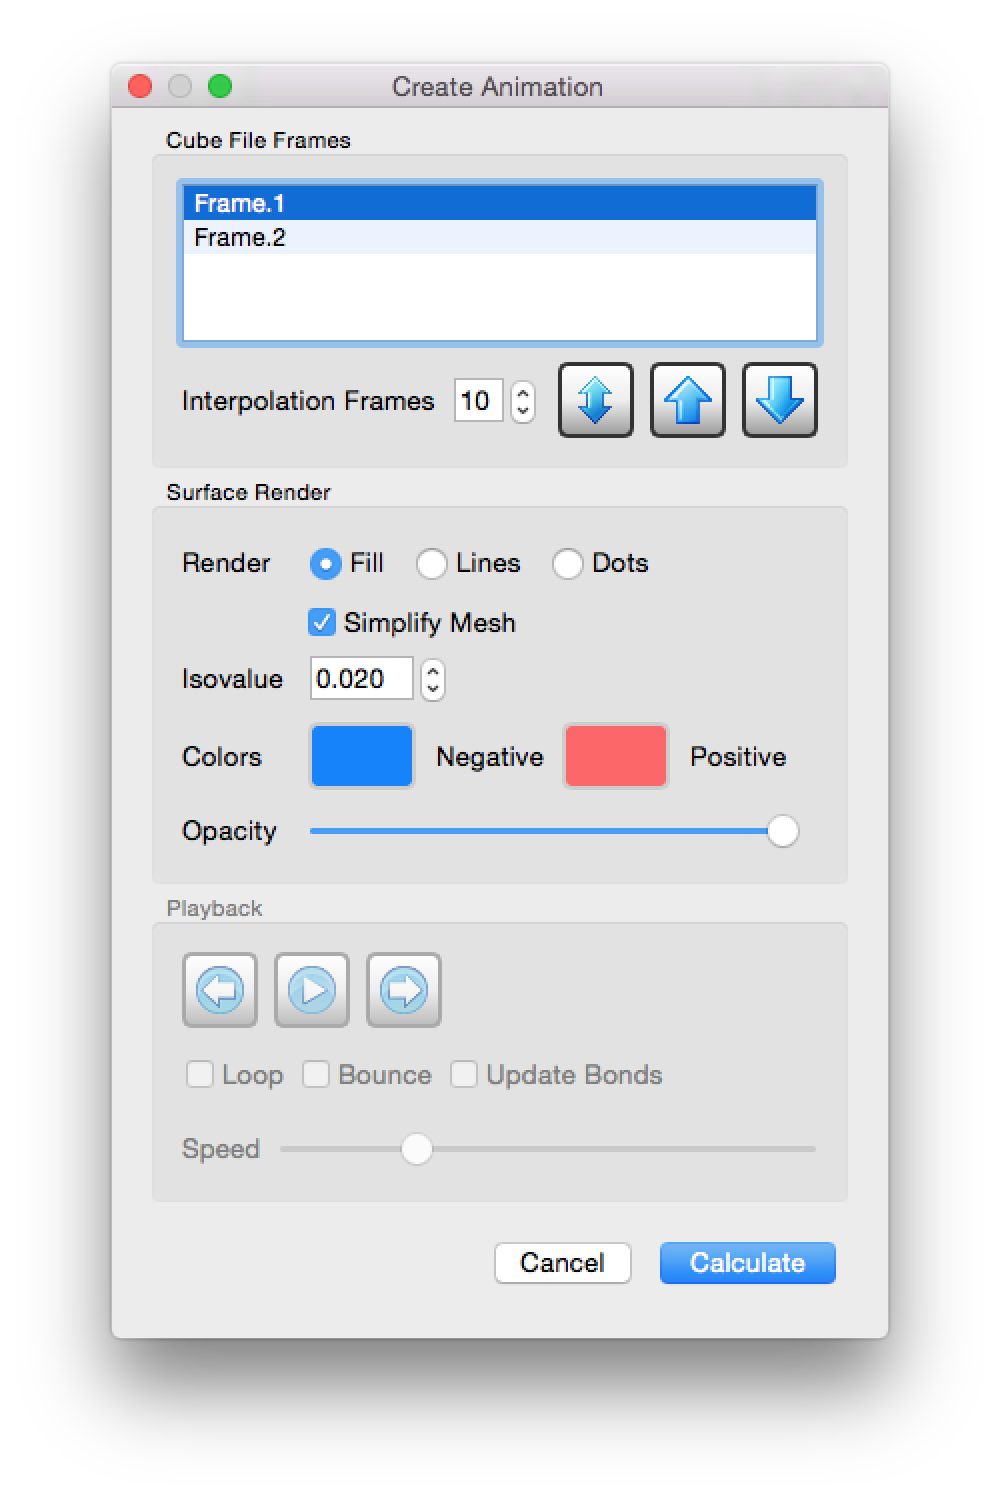 Create Animation
Cube File Frames
Frame.1
Frame.2
Interpolation Frames 10
Surface Render
Render Fill Lines Dots
Simplify Mesh
Isovalue 0.020
Colors Negative Positive
Opacity
Playback
Loop Bounce Update Bonds
Speed
Cancel Calculate